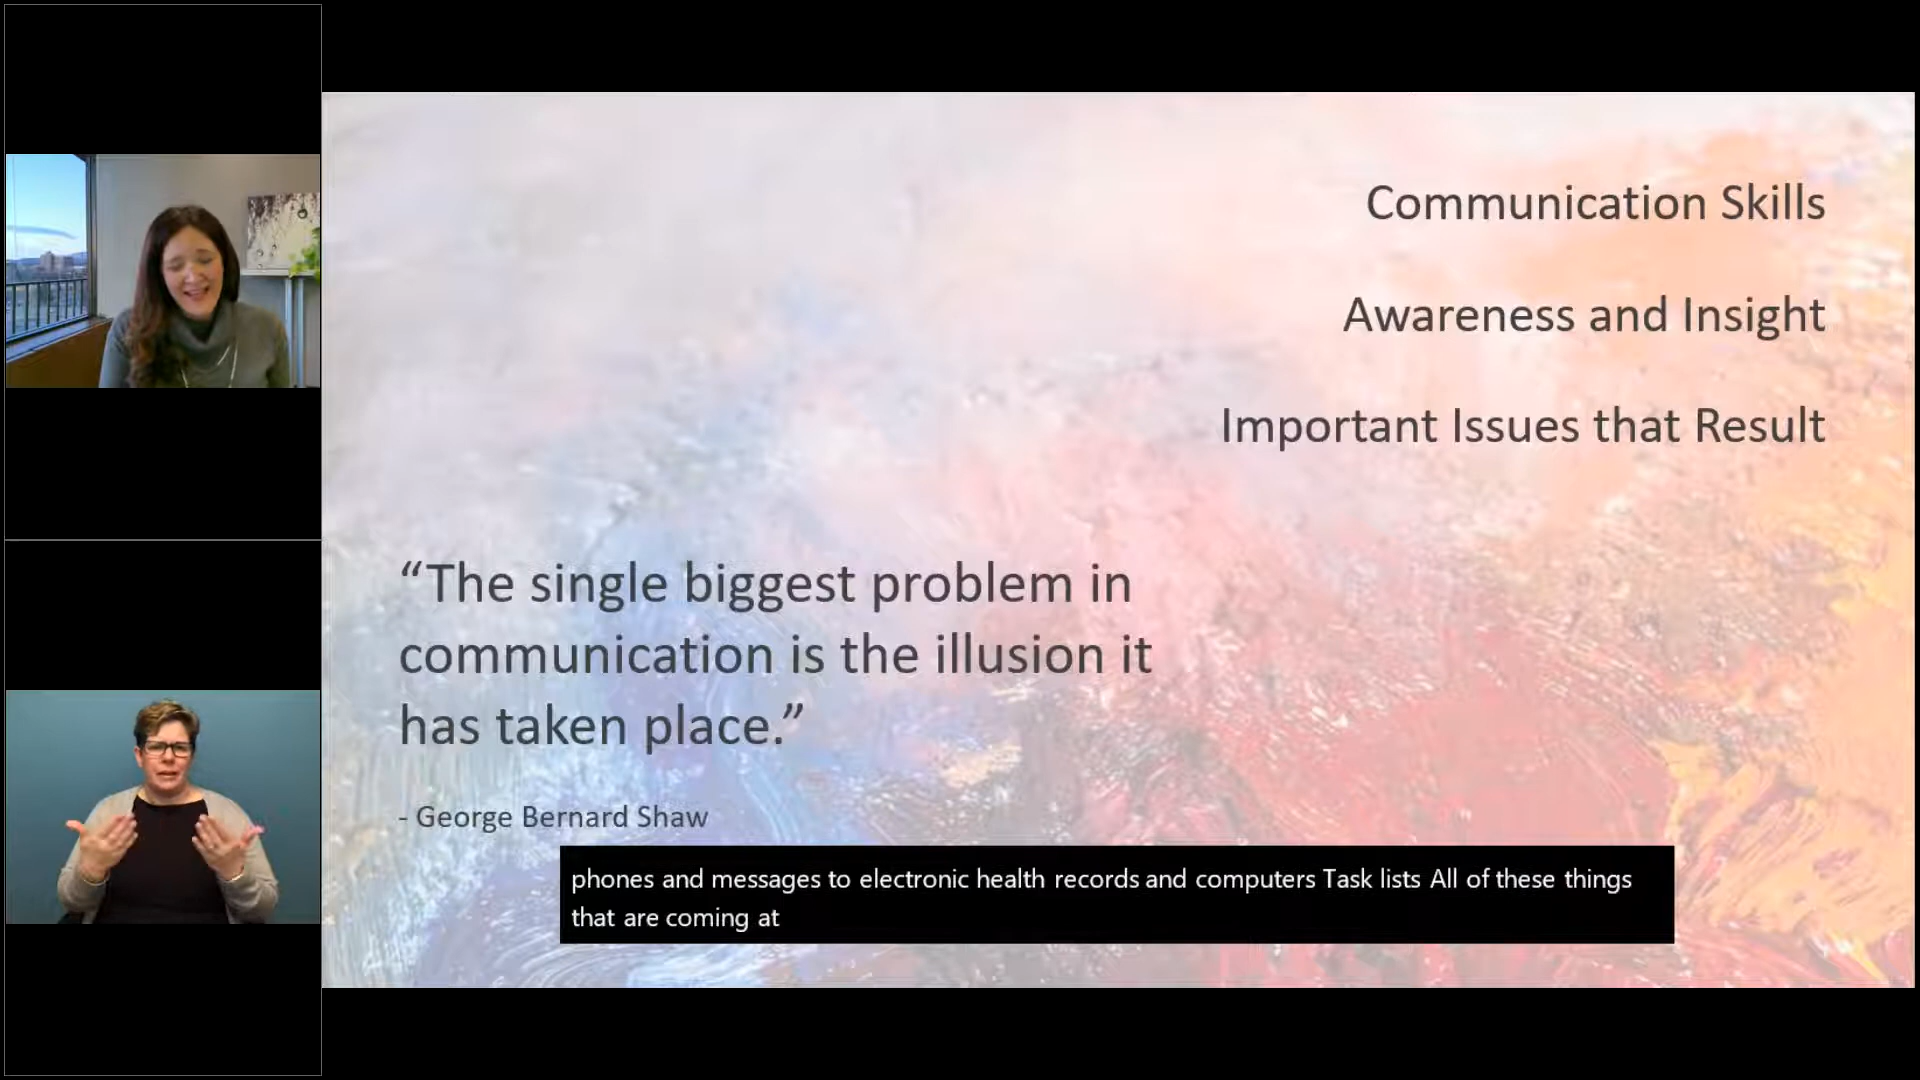 Communication Skills
Awareness and Insight
Important Issues that Result
“The single biggest problem in
communication is the illusion it
has taken place.”
- George Bernard Shaw
phones and messages to electronic health records and computers Task lists All of these things
that are coming at